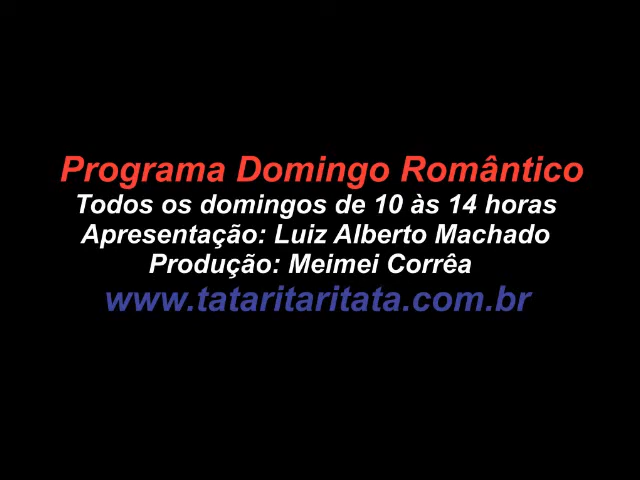 Programa Domingo Romântico
Todos os domingos de 10 às 14 horas
Apresentação: Luiz Alberto Machado
Produção: Meimei Corrêa
www.tataritaritata.com.br